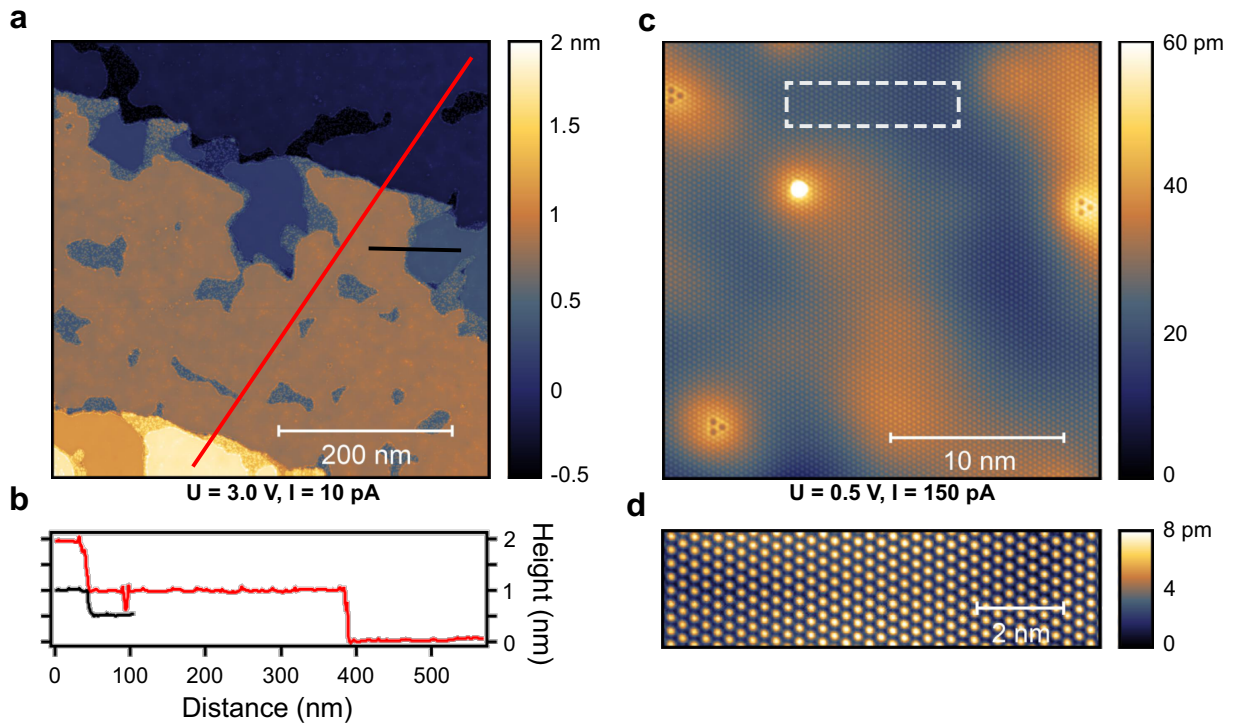 a
2 nm
1.5
1
0.5
0
-0.5
200 nm
U = 3.0 V, I = 10 pA
b
2
1
0
Height (nm)
0 100 200 300 400 500
Distance (nm)
c
60 pm
40
20
0
10 nm
U = 0.5 V, I = 150 pA
d
8 pm
4
0
2 nm